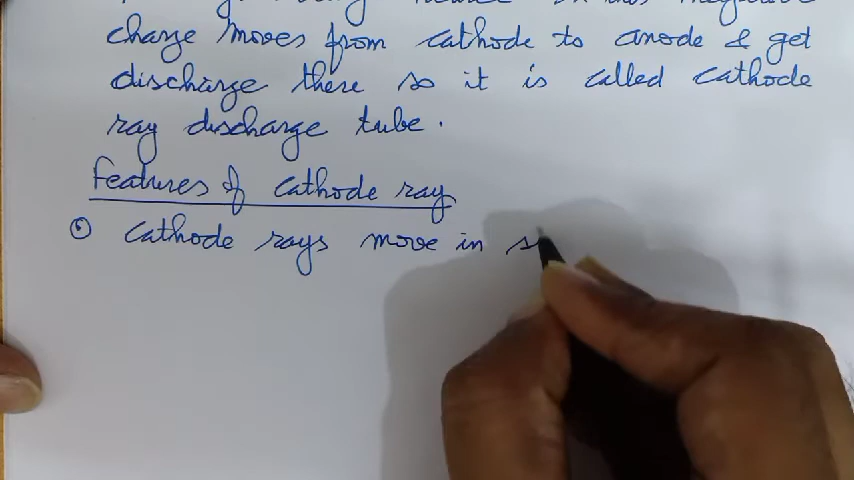 charge moves from cathode to anode & get
discharge there so it is called cathode
ray discharge tube.
Features of cathode ray
cathode rays move in s